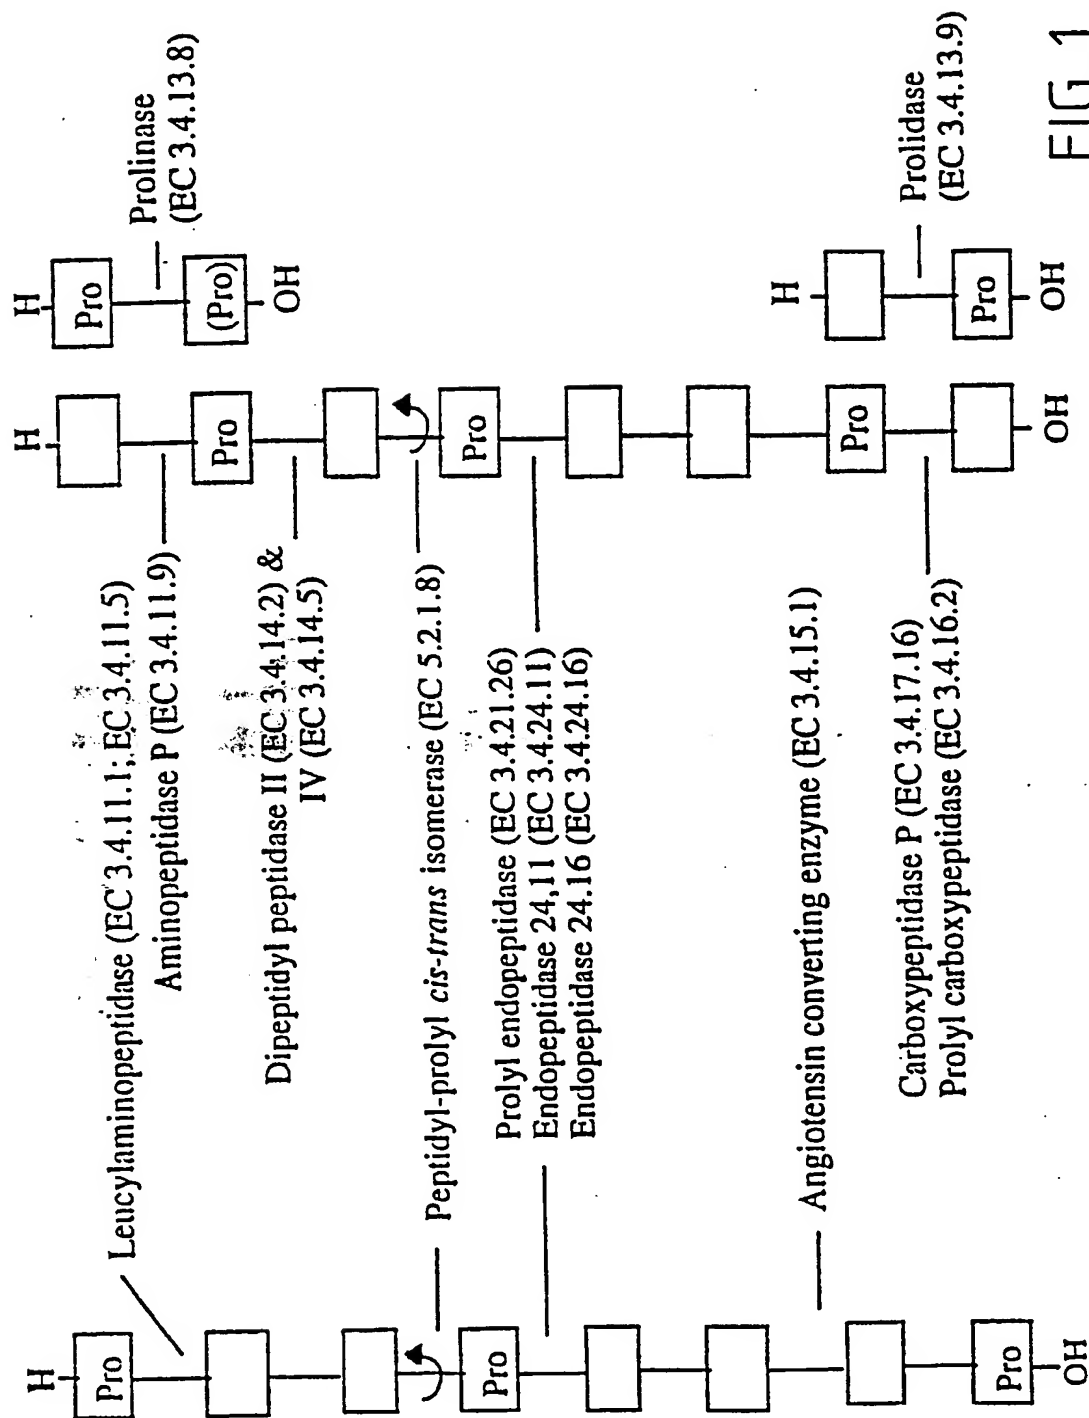 H
Pro
Prolinase
(EC 3.4.13.8)
(Pro)
OH
H
Pro
Pro
Pro
OH
H
Prolidase
(EC 3.4.13.9)
Pro
OH
Leucylaminopeptidase (EC 3.4.11.1; EC 3.4.11.5)
Aminopeptidase P (EC 3.4.11.9)
Dipeptidyl peptidase II (EC 3.4.14.2) &
IV (EC 3.4.14.5)
Peptidyl-prolyl cis-trans isomerase (EC 5.2.1.8)
Prolyl endopeptidase (EC 3.4.21.26)
Endopeptidase 24,11 (EC 3.4.24.11)
Endopeptidase 24.16 (EC 3.4.24.16)
Angiotensin converting enzyme (EC 3.4.15.1)
Carboxypeptidase P (EC 3.4.17.16)
Prolyl carboxypeptidase (EC 3.4.16.2)
H
Pro
Pro
Pro
OH
FIG 1